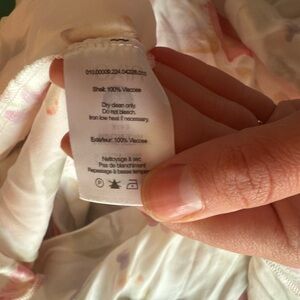 Shell: 100% Viscose
Dry clean only.
Do not bleach.
Iron low heat if necessary.
Extérieur: 100% Viscose
Nettoyage à sec
Pas de blanchiment
Repassage à basse